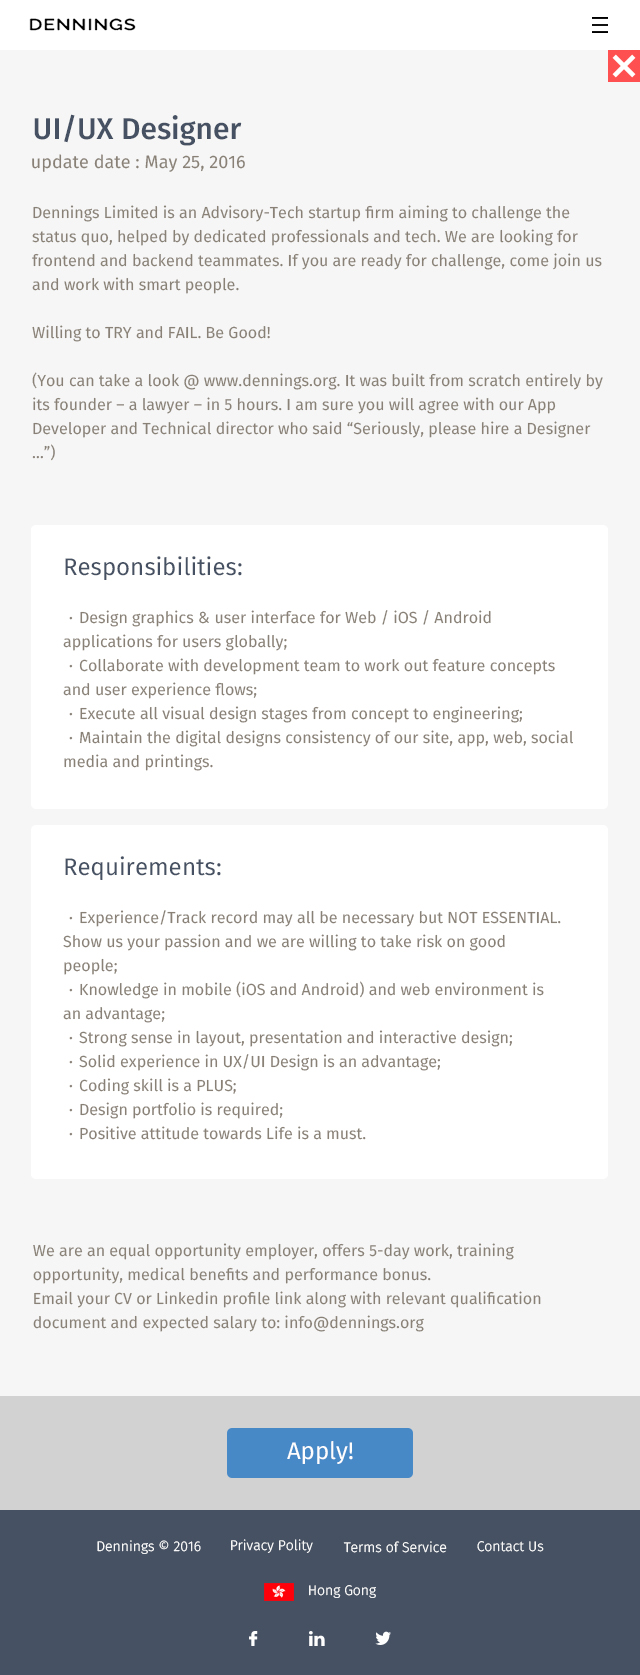 DENNINGS
UI/UX Designer
update date : May 25, 2016
Dennings Limited is an Advisory-Tech startup firm aiming to challenge the
status quo, helped by dedicated professionals and tech. We are looking for
frontend and backend teammates. If you are ready for challenge, come join us
and work with smart people.
Willing to TRY and FAIL. Be Good!
(You can take a look @ www.dennings.org. It was built from scratch entirely by
its founder – a lawyer – in 5 hours. I am sure you will agree with our App
Developer and Technical director who said “Seriously, please hire a Designer
...”)
Responsibilities:
・Design graphics & user interface for Web / iOS / Android
applications for users globally;
・Collaborate with development team to work out feature concepts
and user experience flows;
・Execute all visual design stages from concept to engineering;
・Maintain the digital designs consistency of our site, app, web, social
media and printings.
Requirements:
・Experience/Track record may all be necessary but NOT ESSENTIAL.
Show us your passion and we are willing to take risk on good
people;
・Knowledge in mobile (iOS and Android) and web environment is
an advantage;
・Strong sense in layout, presentation and interactive design;
・Solid experience in UX/UI Design is an advantage;
・Coding skill is a PLUS;
・Design portfolio is required;
・Positive attitude towards Life is a must.
We are an equal opportunity employer, offers 5-day work, training
opportunity, medical benefits and performance bonus.
Email your CV or Linkedin profile link along with relevant qualification
document and expected salary to: info@dennings.org
Apply!
Dennings © 2016 Privacy Polity Terms of Service Contact Us
Hong Gong